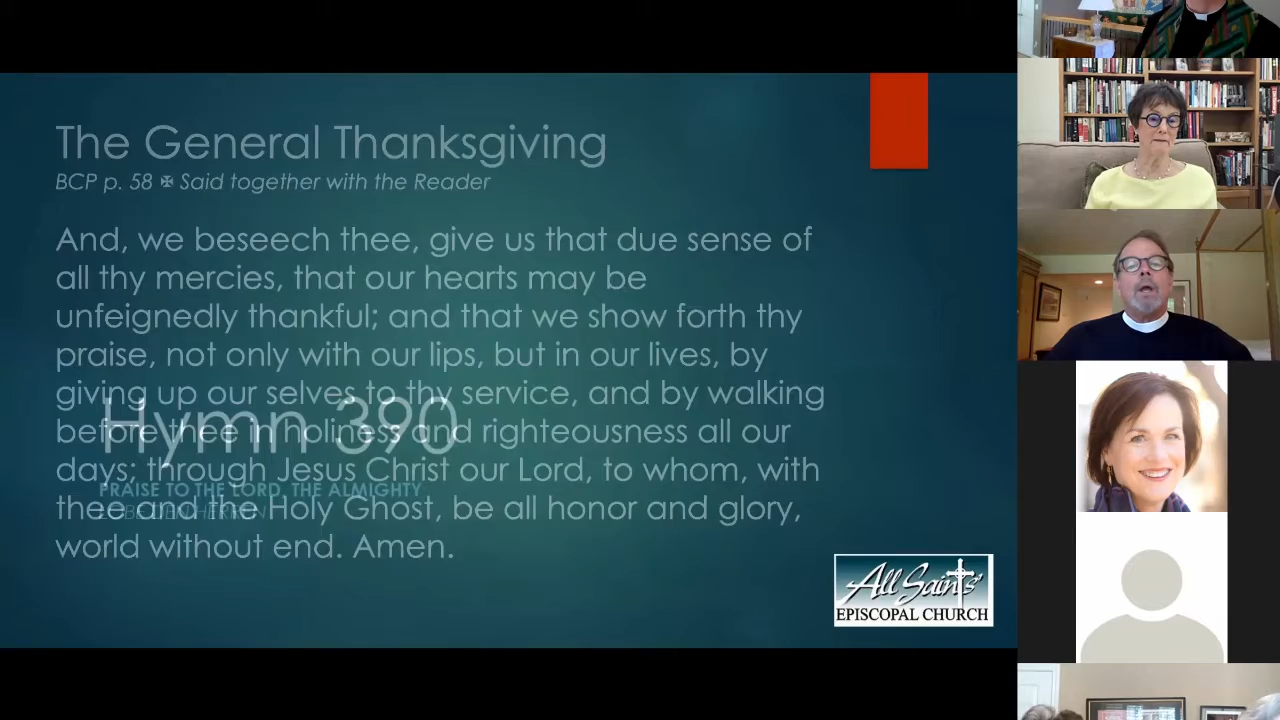 The General Thanksgiving
BCP p. 58 ✠ Said together with the Reader
And, we beseech thee, give us that due sense of
all thy mercies, that our hearts may be
unfeignedly thankful; and that we show forth thy
praise, not only with our lips, but in our lives, by
giving up our selves to thy service, and by walking
before thee in holiness and righteousness all our
days; through Jesus Christ our Lord, to whom, with
thee and the Holy Ghost, be all honor and glory,
world without end. Amen.
Hymn 390
PRAISE TO THE LORD, THE ALMIGHTY
All Saints'
EPISCOPAL CHURCH